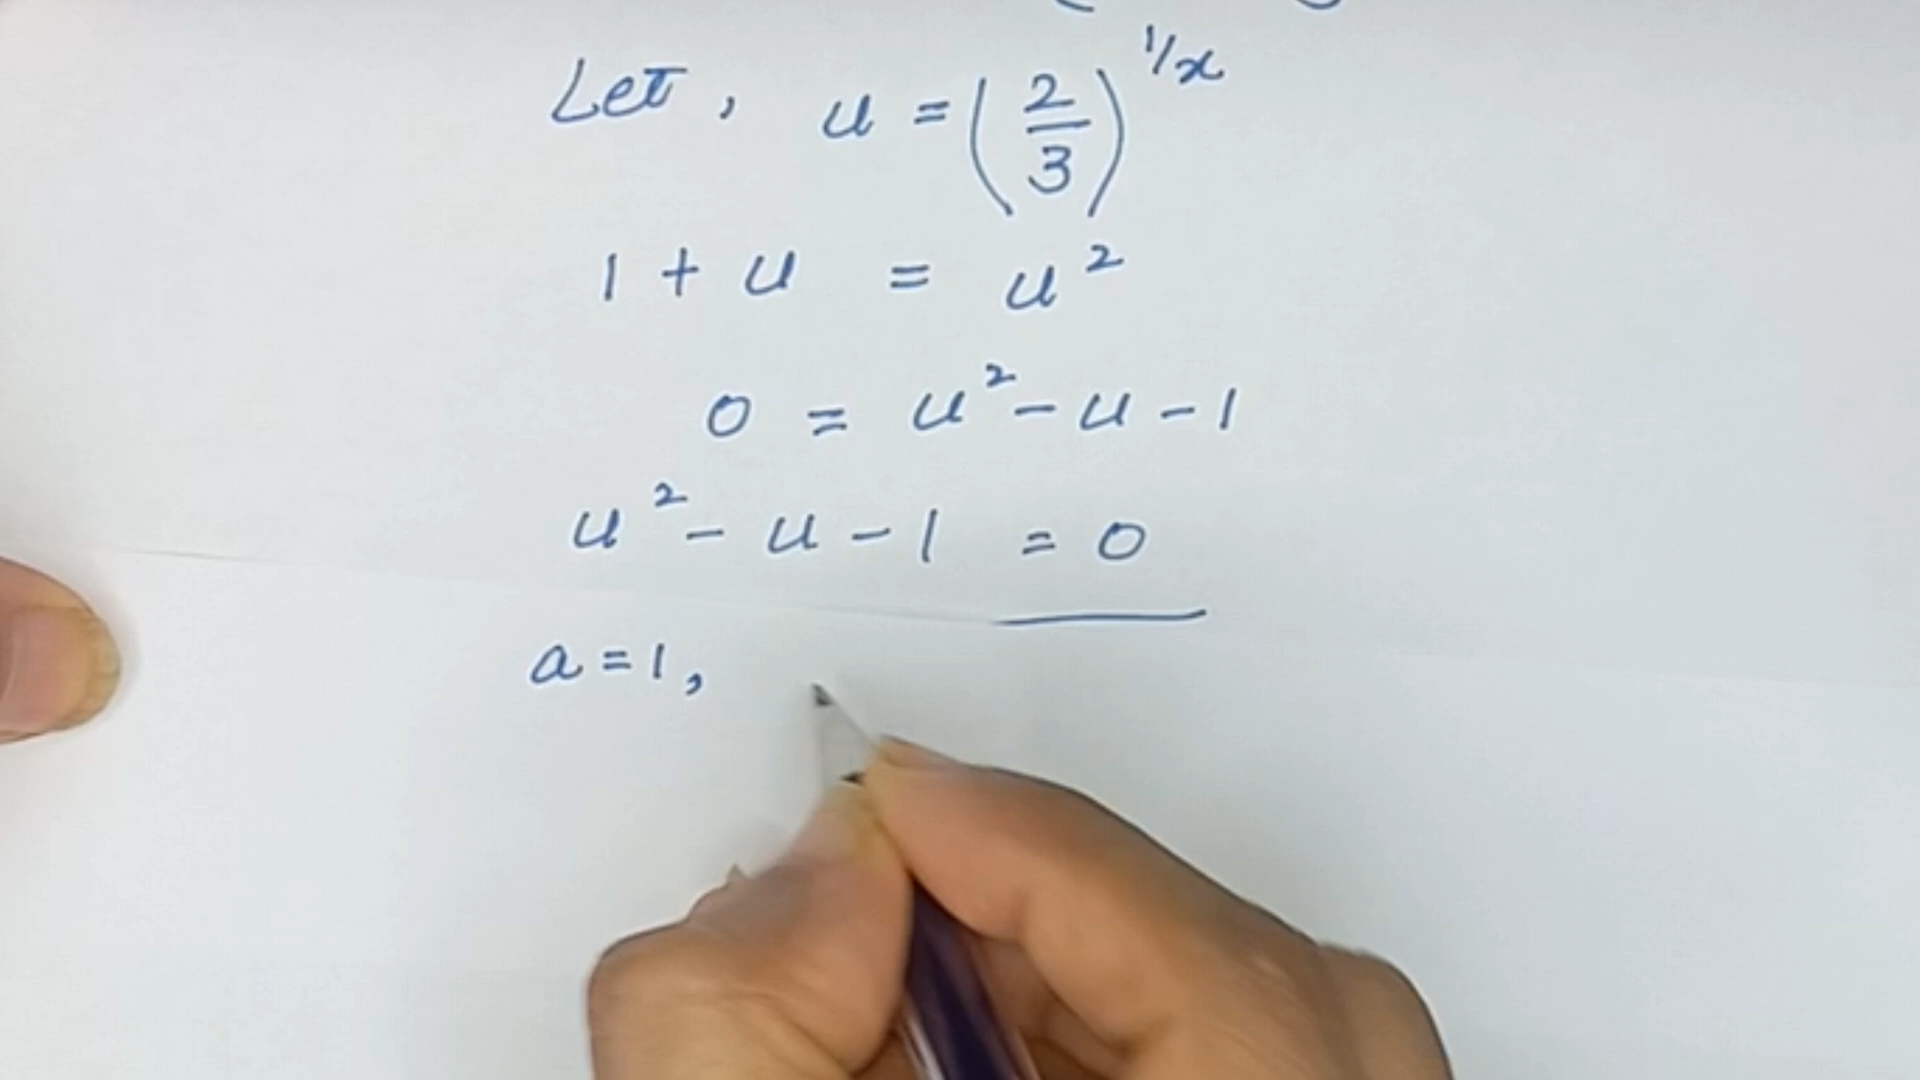 Let, u = (2/3)^1/x
1 + u = u²
0 = u² - u - 1
u² - u - 1 = 0
a = 1,